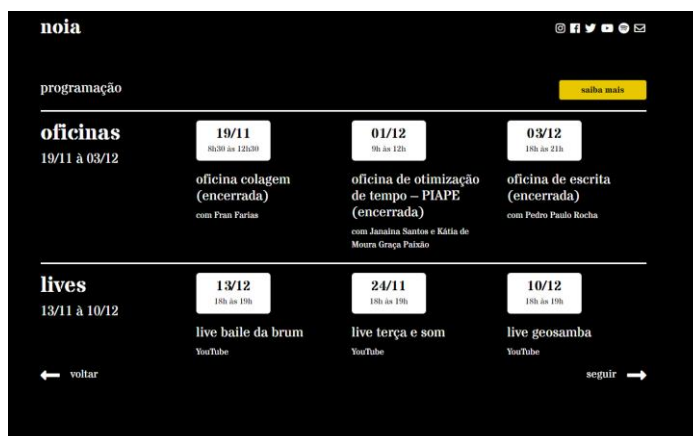 noia
programação
saiba mais
oficinas
19/11 à 03/12
19/11
8h30 às 12h30
oficina colagem
(encerrada)
com Fran Farias
01/12
9h às 12h
oficina de otimização
de tempo – PIAPE
(encerrada)
com Janaina Santos e Kátia de
Moura Graça Paixão
03/12
18h às 21h
oficina de escrita
(encerrada)
com Pedro Paulo Rocha
lives
13/11 à 10/12
13/12
18h às 19h
live baile da brum
YouTube
24/11
18h às 19h
live terça e som
YouTube
10/12
18h às 19h
live geosamba
YouTube
voltar
seguir